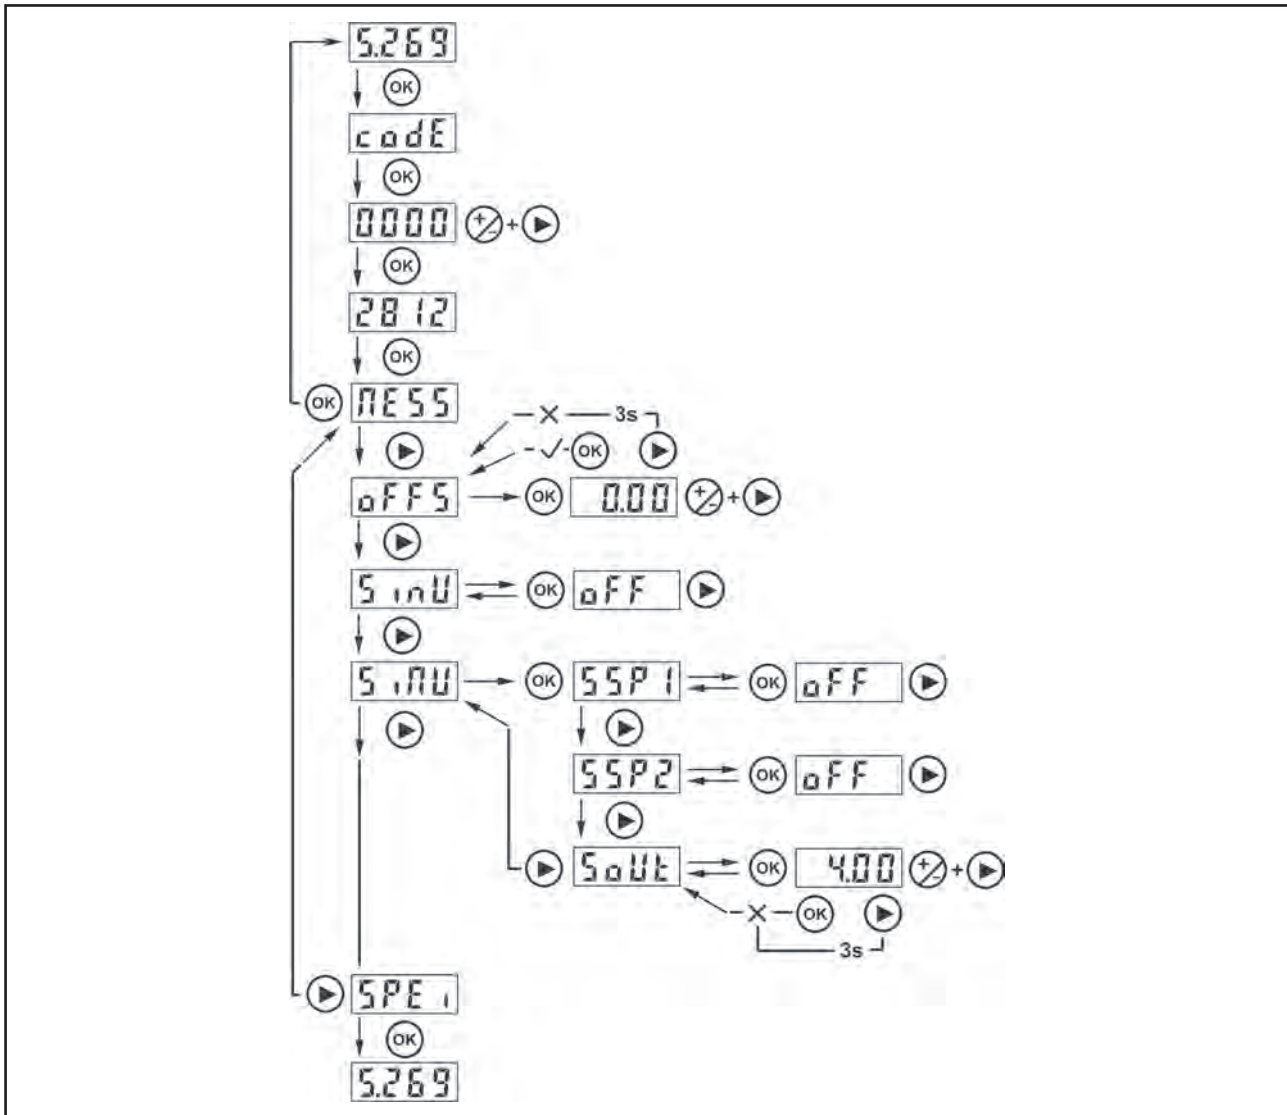 5.269
OK
codE
OK
0000 +/- +
OK
2812
OK
OK MESS
3s
OK
oFFS OK 0.00 +/- +
SinU OK oFF
SiMU OK SSP1 OK oFF
SSP2 OK oFF
SoUt OK 4.00 +/- +
OK
3s
SPEi
OK
5.269